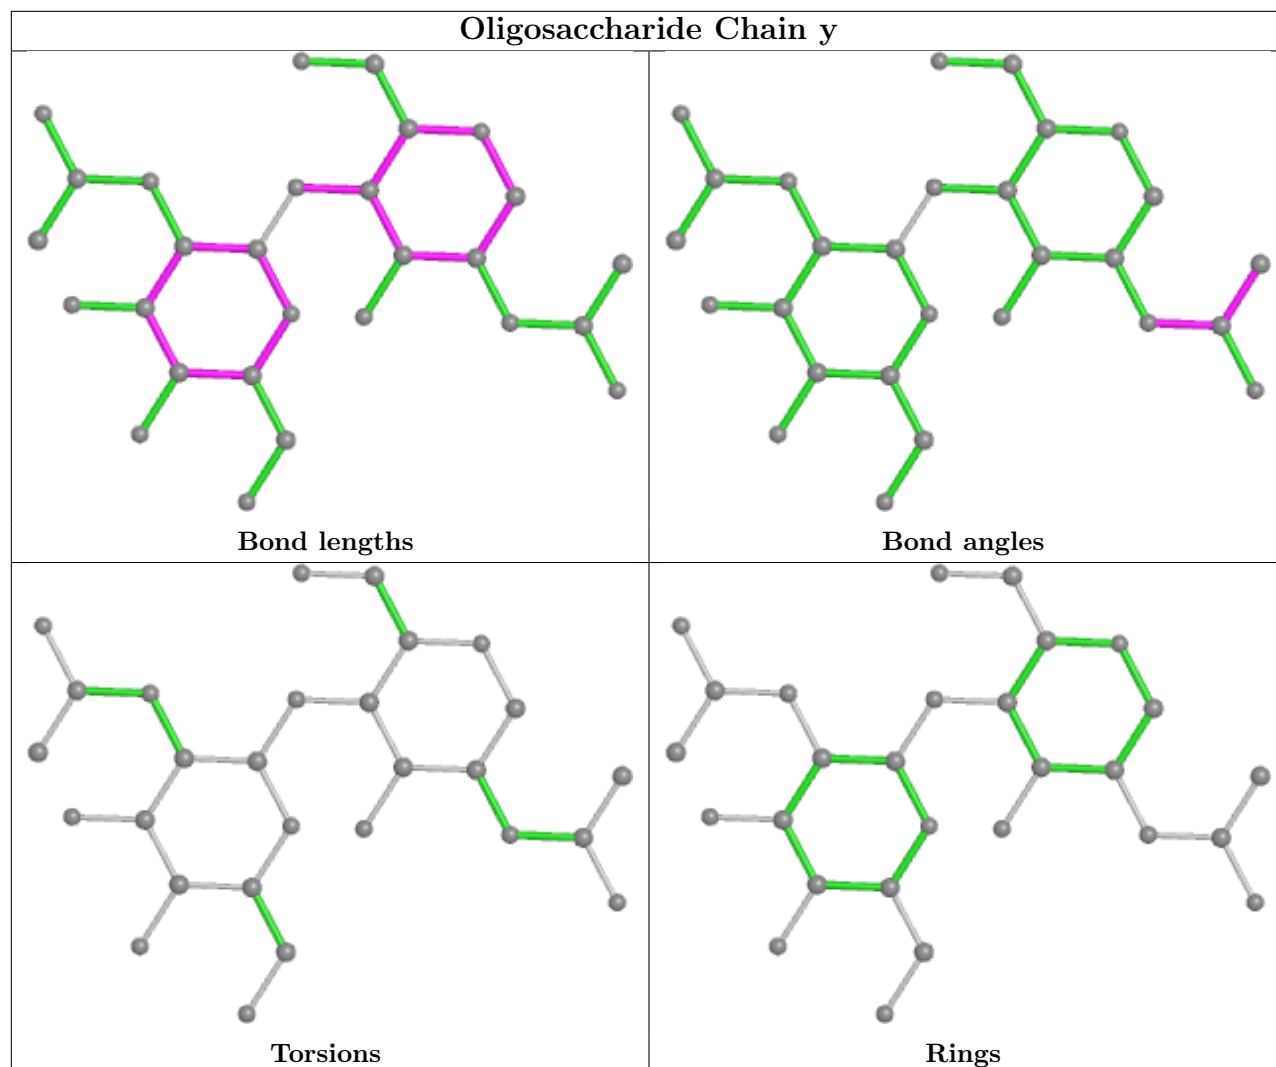 Oligosaccharide Chain y
Bond lengths
Bond angles
Torsions
Rings